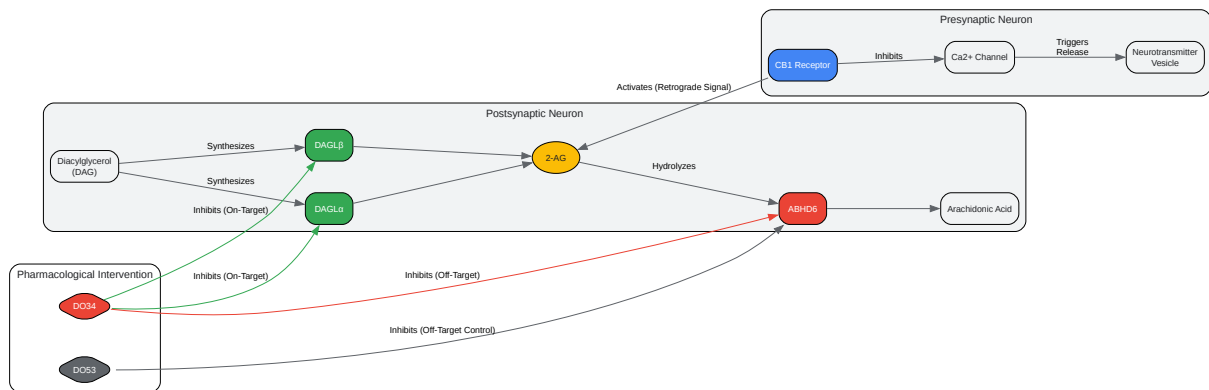 Presynaptic Neuron
CB1 Receptor
Inhibits
Ca2+ Channel
Triggers
Release
Neurotransmitter
Vesicle
Activates (Retrograde Signal)
Postsynaptic Neuron
Diacylglycerol
(DAG)
Synthesizes
Synthesizes
DAGLβ
DAGLα
2-AG
Hydrolyzes
ABHD6
Arachidonic Acid
Inhibits (On-Target)
Inhibits (On-Target)
Inhibits (Off-Target)
Inhibits (Off-Target Control)
Pharmacological Intervention
DO34
DO53